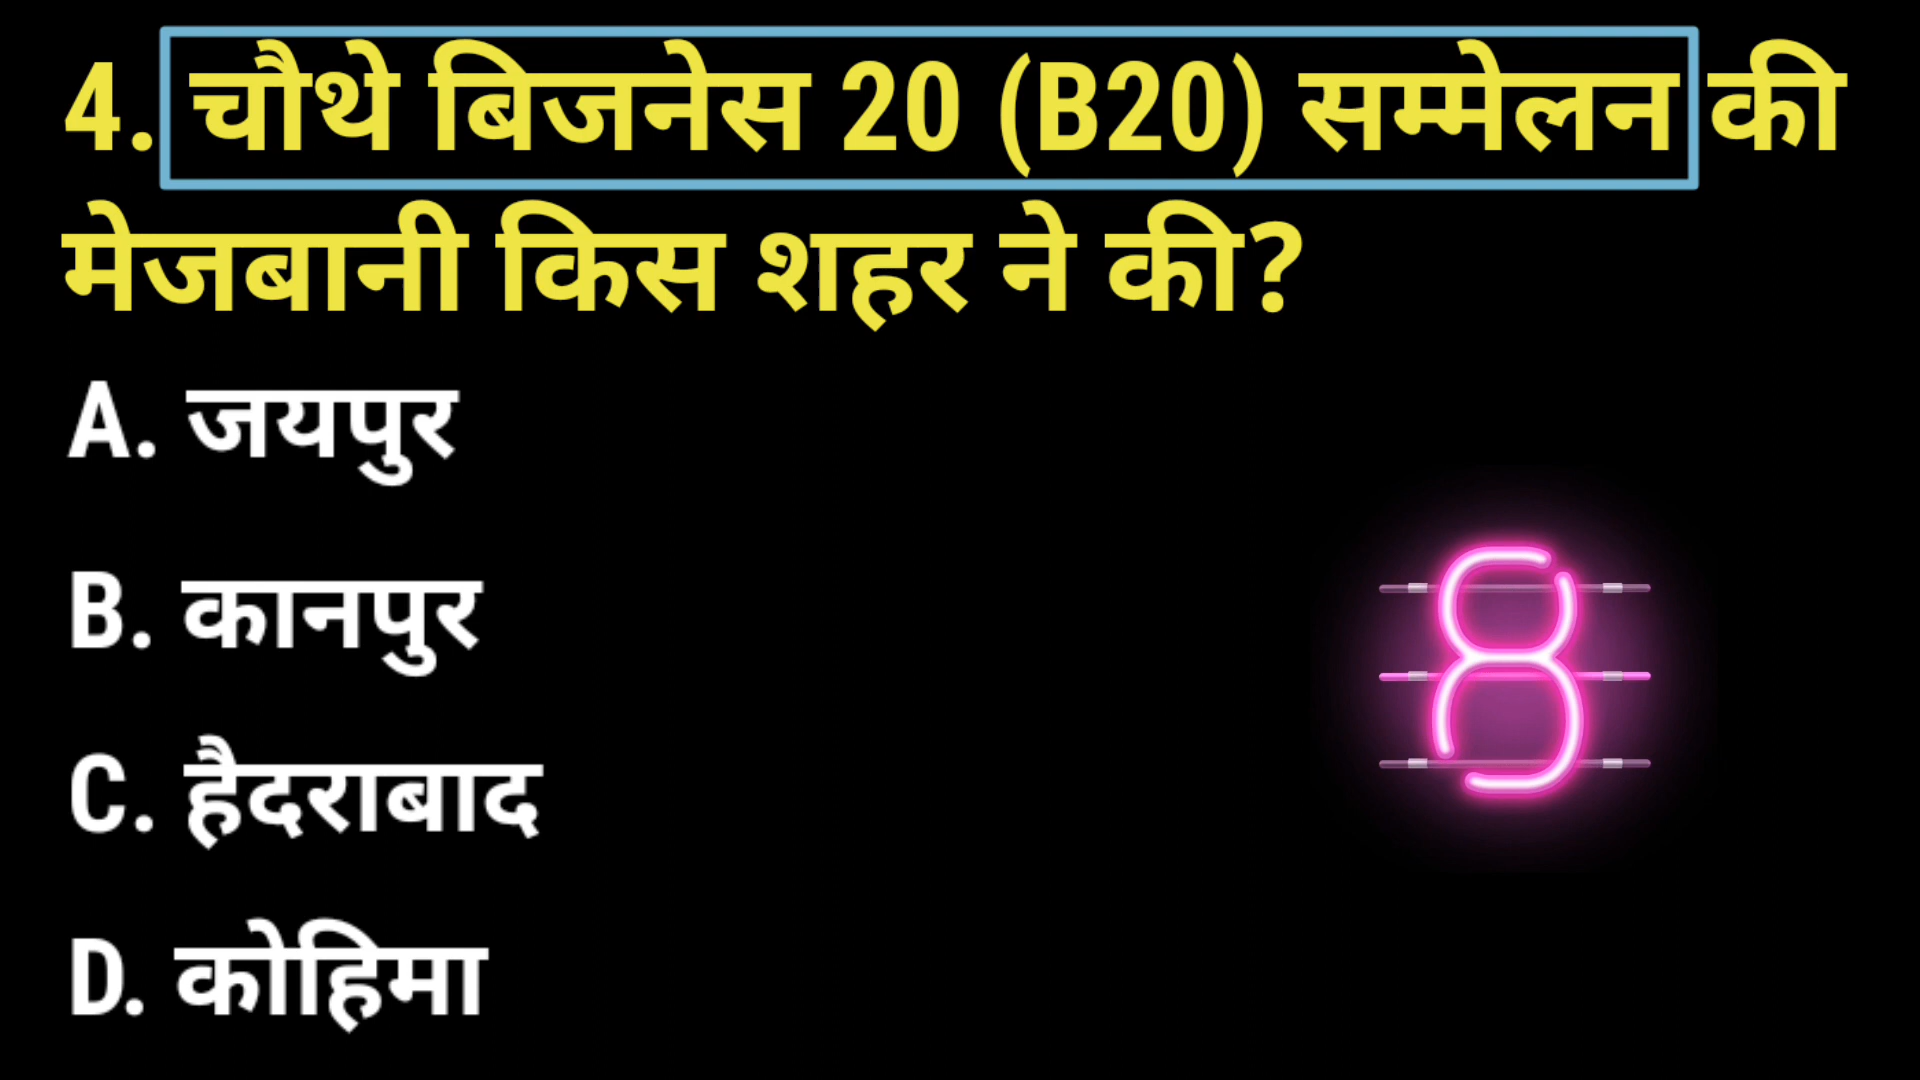 4. चौथे बिजनेस 20 (B20) सम्मेलन की
मेजबानी किस शहर ने की?
A. जयपुर
B. कानपुर
C. हैदराबाद
D. कोहिमा
8